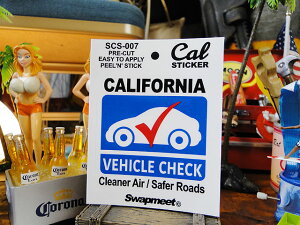 SCS-007
PRE-CUT
EASY TO APPLY
PEEL'N' STICK
Cal
STICKER
CALIFORNIA
VEHICLE CHECK
Cleaner Air / Safer Roads
Swapmeet®
Corona